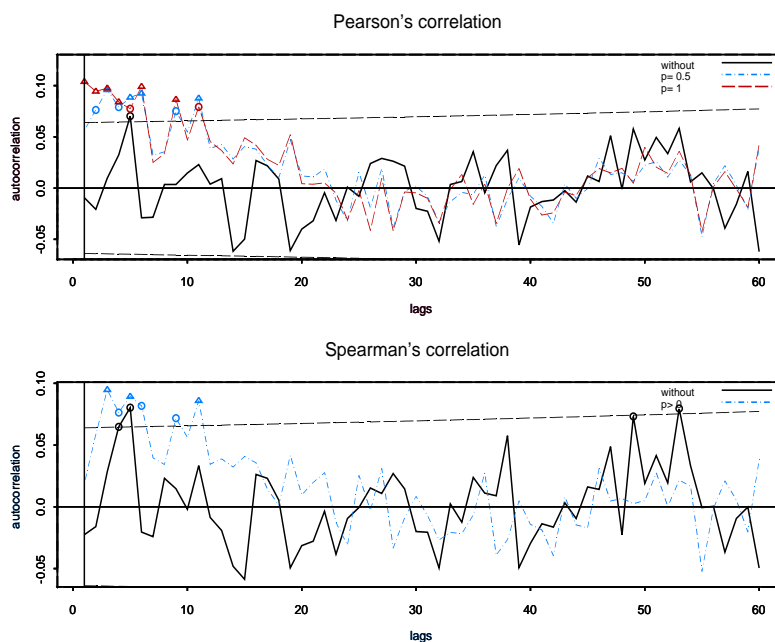 Pearson's correlation
without
p= 0.5
p= 1
autocorrelation
0.10
0.05
0.0
-0.05
0 10 20 30 40 50 60
lags
Spearman's correlation
without
p> 0
autocorrelation
0.10
0.05
0.0
-0.05
0 10 20 30 40 50 60
lags